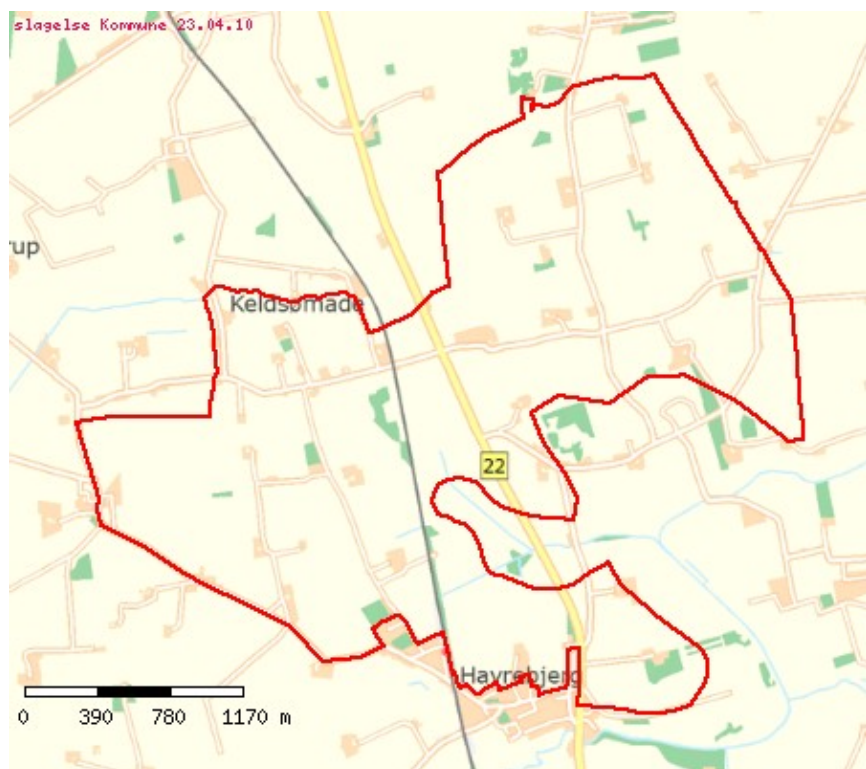 slagelse Kommune 23.04.10
rup
Keldsømade
22
Havrebjerg
0 390 780 1170 m